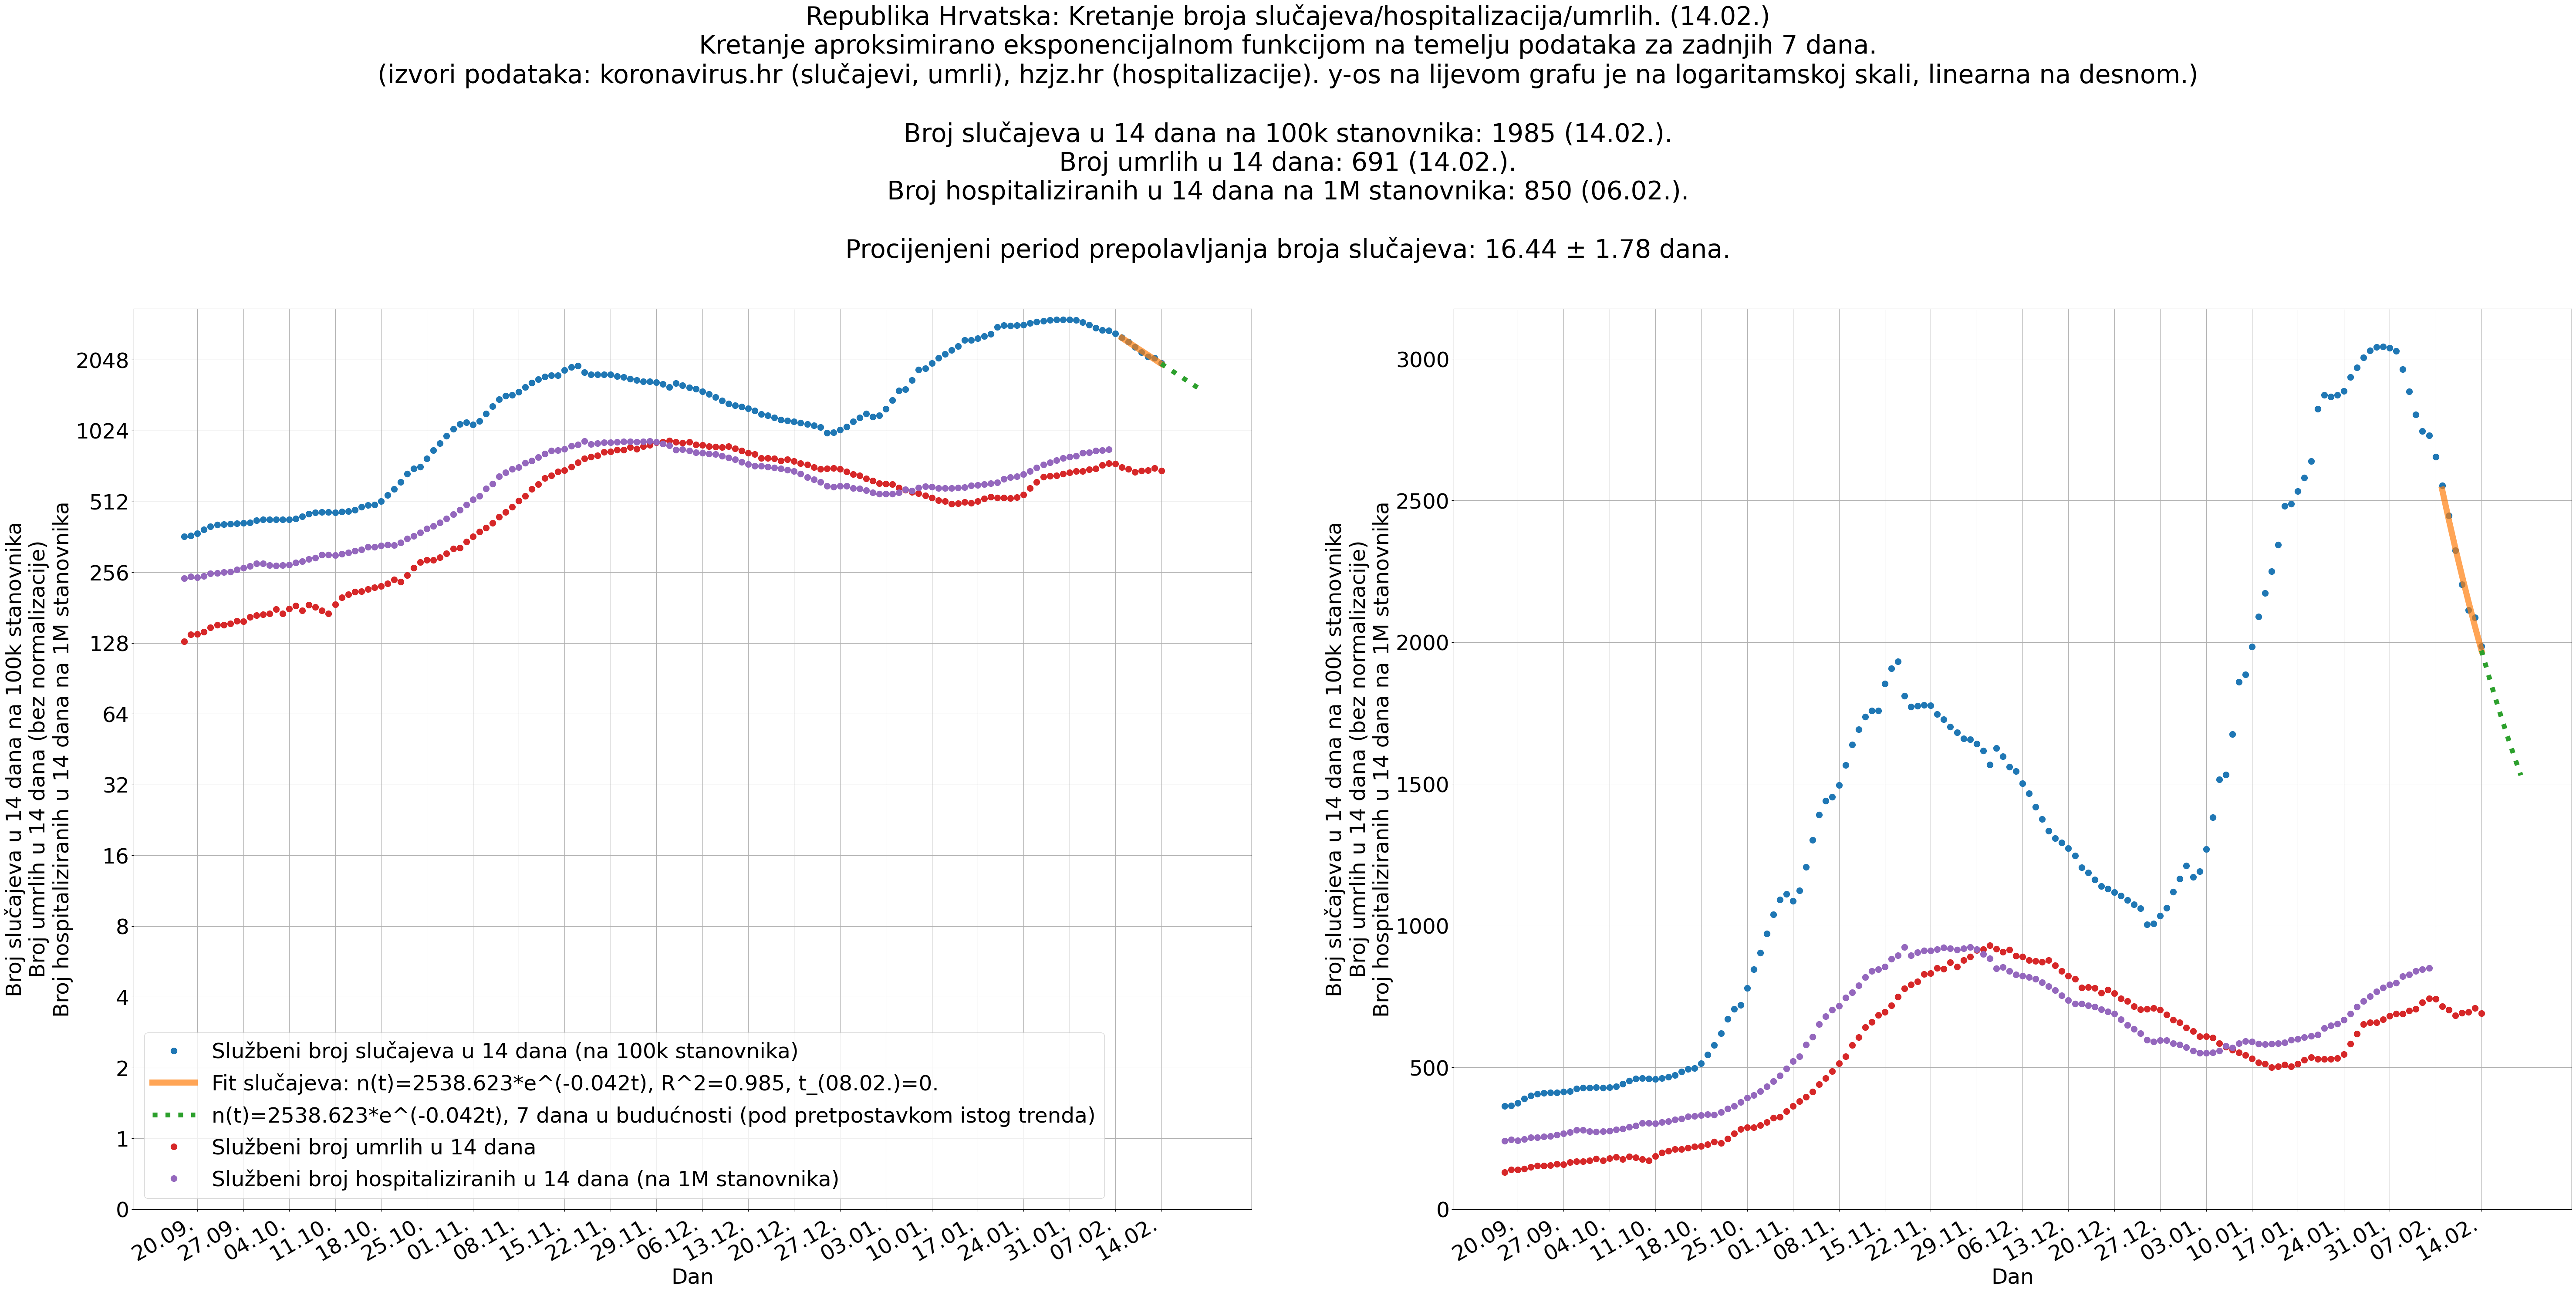 Republika Hrvatska: Kretanje broja slučajeva/hospitalizacija/umrlih. (14.02.)
Kretanje aproksimirano eksponencijalnom funkcijom na temelju podataka za zadnjih 7 dana.
(izvori podataka: koronavirus.hr (slučajevi, umrli), hzjz.hr (hospitalizacije). y-os na lijevom grafu je na logaritamskoj skali, linearna na desnom.)
Broj slučajeva u 14 dana na 100k stanovnika: 1985 (14.02.).
Broj umrlih u 14 dana: 691 (14.02.).
Broj hospitaliziranih u 14 dana na 1M stanovnika: 850 (06.02.).
Procijenjeni period prepolavljanja broja slučajeva: 16.44 ± 1.78 dana.
Broj slučajeva u 14 dana na 100k stanovnika
Broj umrlih u 14 dana (bez normalizacije)
Broj hospitaliziranih u 14 dana na 1M stanovnika
2048
1024
512
256
128
64
32
16
8
4
2
1
0
Službeni broj slučajeva u 14 dana (na 100k stanovnika)
Fit slučajeva: n(t)=2538.623*e^(-0.042t), R^2=0.985, t_(08.02.)=0.
n(t)=2538.623*e^(-0.042t), 7 dana u budućnosti (pod pretpostavkom istog trenda)
Službeni broj umrlih u 14 dana
Službeni broj hospitaliziranih u 14 dana (na 1M stanovnika)
20.09. 27.09. 04.10. 11.10. 18.10. 25.10. 01.11. 08.11. 15.11. 22.11. 29.11. 06.12. 13.12. 20.12. 27.12. 03.01. 10.01. 17.01. 24.01. 31.01. 07.02. 14.02.
Dan
Broj slučajeva u 14 dana na 100k stanovnika
Broj umrlih u 14 dana (bez normalizacije)
Broj hospitaliziranih u 14 dana na 1M stanovnika
3000
2500
2000
1500
1000
500
0
20.09. 27.09. 04.10. 11.10. 18.10. 25.10. 01.11. 08.11. 15.11. 22.11. 29.11. 06.12. 13.12. 20.12. 27.12. 03.01. 10.01. 17.01. 24.01. 31.01. 07.02. 14.02.
Dan